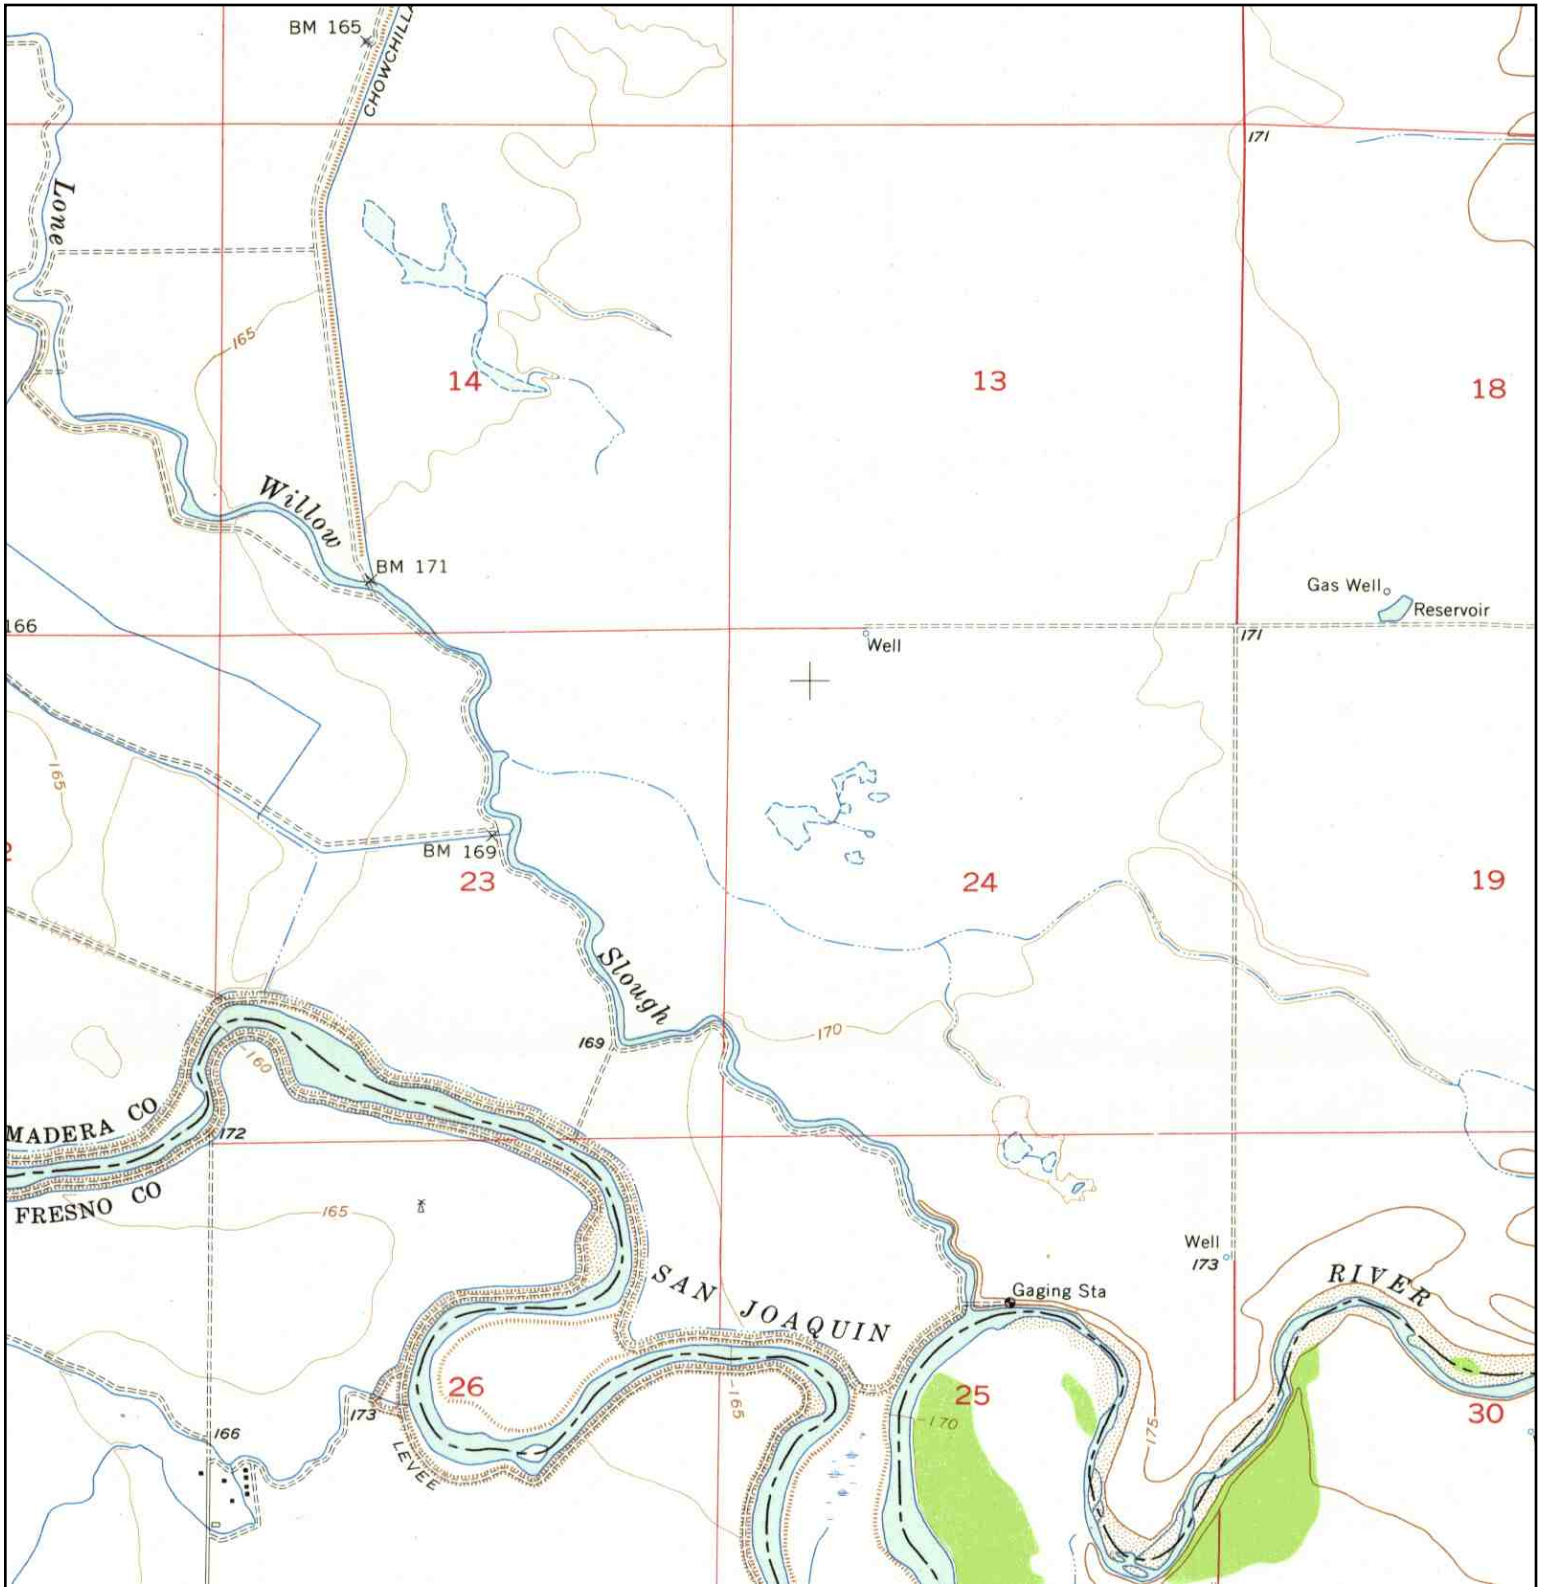 BM 165
CHOWCHILLA
171
Lone
165
14
13
18
Willow
BM 171
Gas Well
Reservoir
166
Well
171
165
BM 169
23
24
19
Slough
170
169
160
MADERA CO
172
FRESNO CO
165
Well
173
SAN JOAQUIN
RIVER
Gaging Sta
26
25
30
173
165
170
175
166
LEVEE